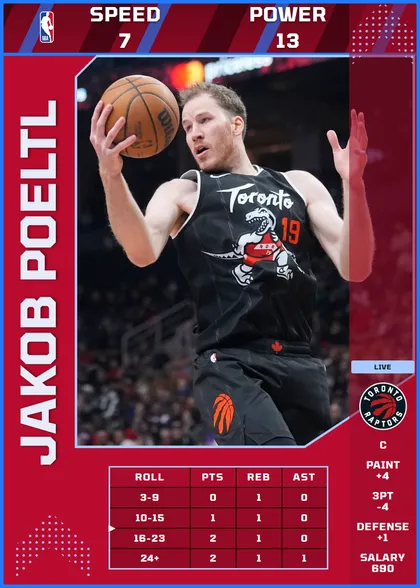 SPEED
7
POWER
13
NBA
JAKOB POELTL
Toronto
19
LIVE
TORONTO
RAPTORS
C
PAINT
+4
3PT
-4
DEFENSE
+1
SALARY
690
ROLL PTS REB AST
3-9 0 1 0
10-15 1 1 0
16-23 2 1 0
24+ 2 1 1